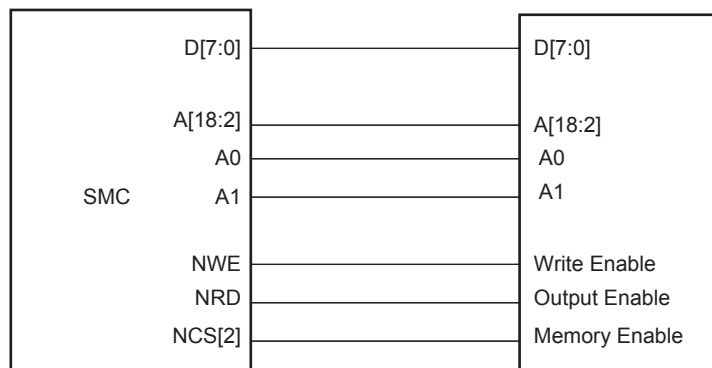 D[7:0] D[7:0]
A[18:2] A[18:2]
A0 A0
SMC A1 A1
NWE Write Enable
NRD Output Enable
NCS[2] Memory Enable